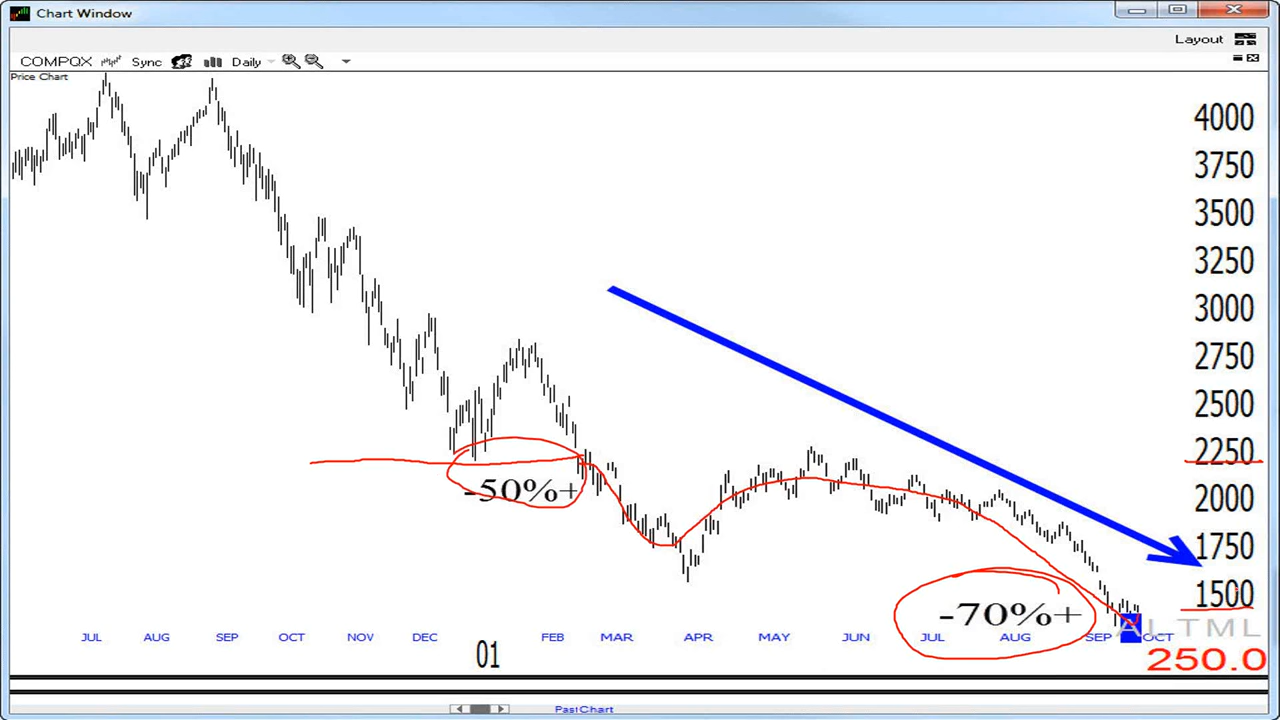 Chart Window
Layout
COMPQX Sync Daily
Price Chart
4000
3750
3500
3250
3000
2750
2500
2250
-50%+
2000
1750
1500
-70%+
ALTML
JUL AUG SEP OCT NOV DEC FEB MAR APR MAY JUN JUL AUG SEP OCT
01
250.0
PastChart